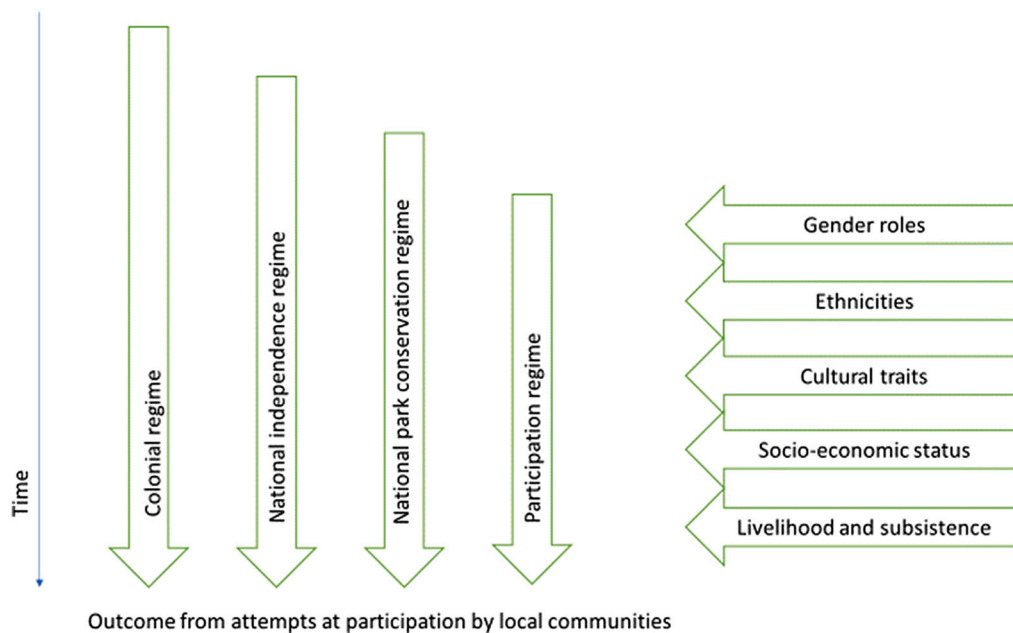 Time
Colonial regime
National independence regime
National park conservation regime
Participation regime
Gender roles
Ethnicities
Cultural traits
Socio-economic status
Livelihood and subsistence
Outcome from attempts at participation by local communities